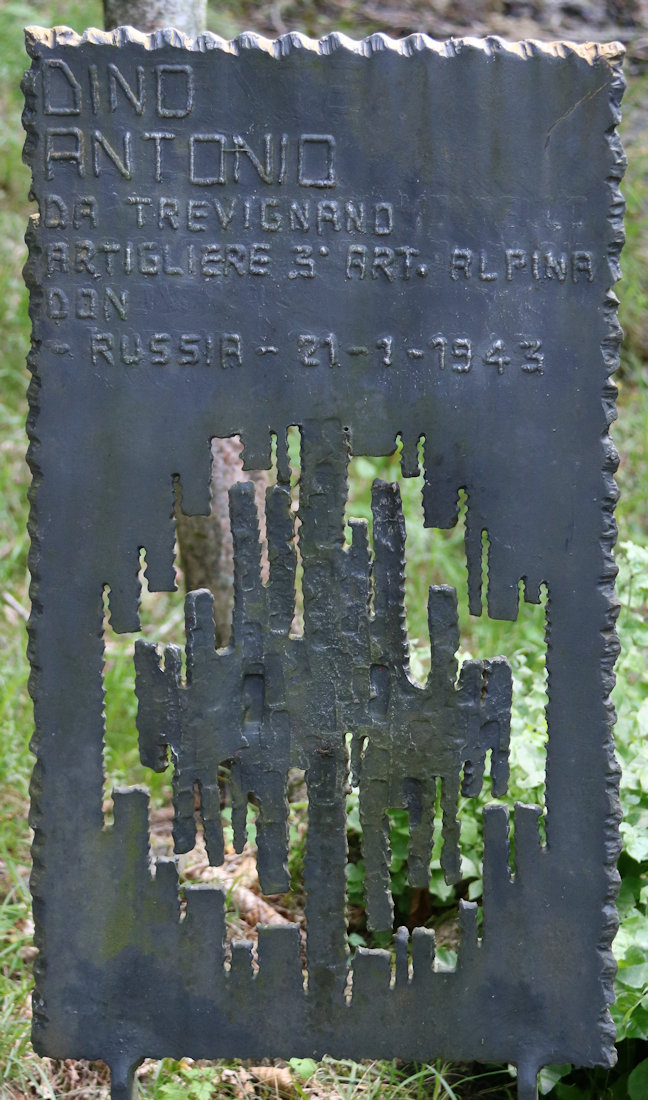 DINO
ANTONIO
DA TREVIGNANO
ARTIGLIERE 3° ART. ALPINA
DON
- RUSSIA - 21-1-1943